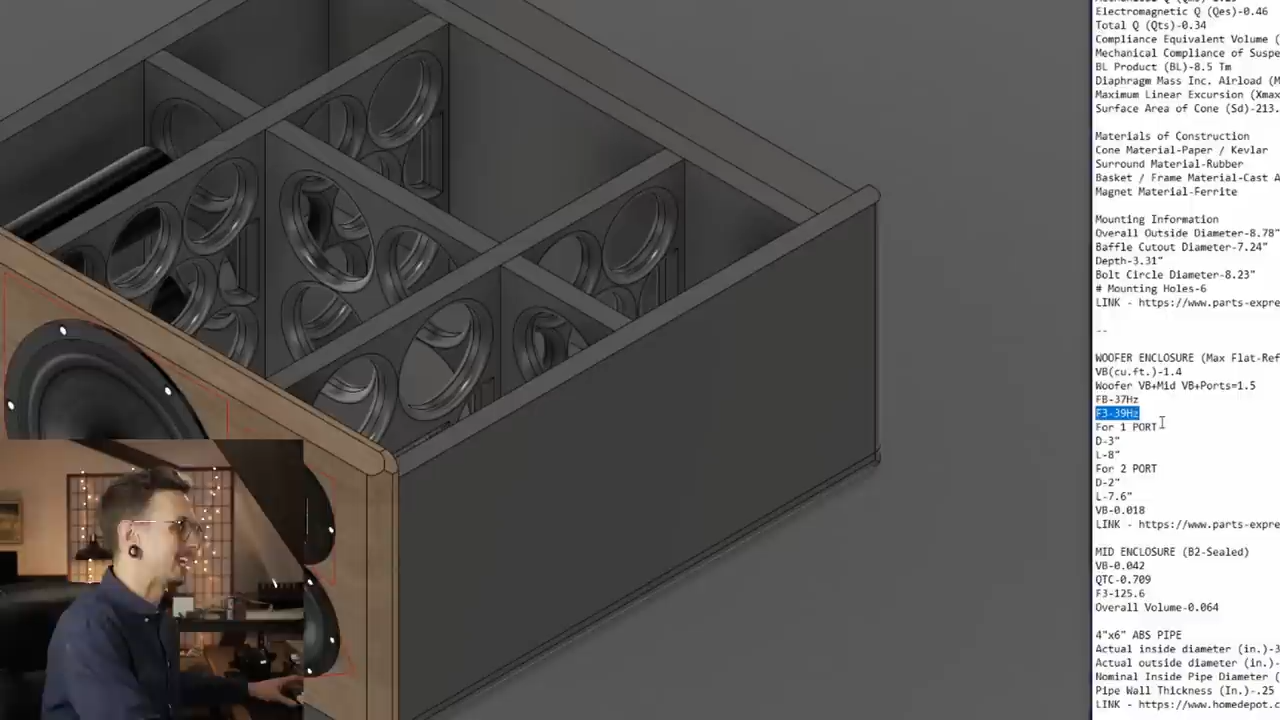 Electromagnetic Q (Qes)-0.46
Total Q (Qts)-0.34
Compliance Equivalent Volume (
Mechanical Compliance of Suspe
BL Product (BL)-8.5 Tm
Diaphragm Mass Inc. Airload (M
Maximum Linear Excursion (Xmax
Surface Area of Cone (Sd)-213.
Materials of Construction
Cone Material-Paper / Kevlar
Surround Material-Rubber
Basket / Frame Material-Cast A
Magnet Material-Ferrite
Mounting Information
Overall Outside Diameter-8.78"
Baffle Cutout Diameter-7.24"
Depth-3.31"
Bolt Circle Diameter-8.23"
# Mounting Holes-6
LINK - https://www.parts-expre
--
WOOFER ENCLOSURE (Max Flat-Ref
VB(cu.ft.)-1.4
Woofer VB+Mid VB+Ports=1.5
FB-37Hz
F3-39Hz
For 1 PORT
D-3"
L-8"
For 2 PORT
D-2"
L-7.6"
VB-0.018
LINK - https://www.parts-expre
MID ENCLOSURE (B2-Sealed)
VB-0.042
QTC-0.709
F3-125.6
Overall Volume-0.064
4"x6" ABS PIPE
Actual inside diameter (in.)-3
Actual outside diameter (in.)-
Nominal Inside Pipe Diameter (
Pipe Wall Thickness (In.)-.25
LINK - https://www.homedepot.c